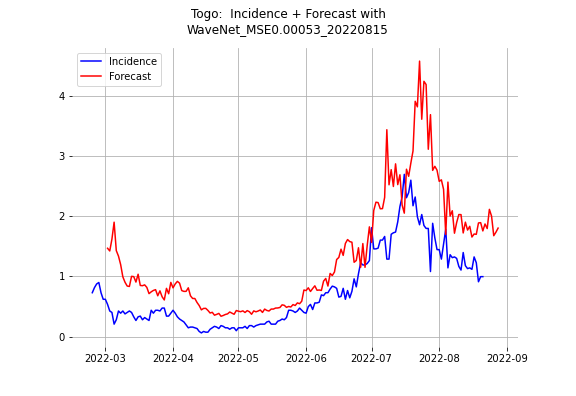 Togo:  Incidence + Forecast with
WaveNet_MSE0.00053_20220815
Incidence
Forecast
4
3
2
1
0
2022-03 2022-04 2022-05 2022-06 2022-07 2022-08 2022-09